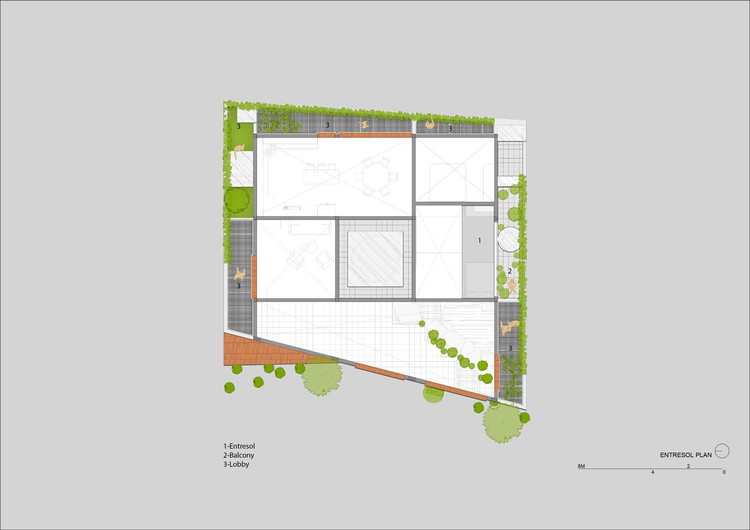 3
3
3
1
2
3
3
1-Entresol
2-Balcony
3-Lobby
ENTRESOL PLAN
8M 4 2 0